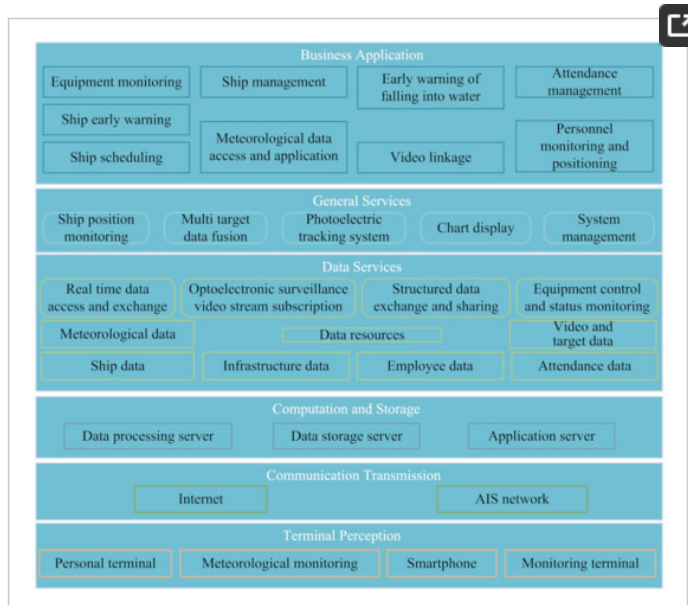 Business Application
Equipment monitoring
Ship management
Early warning of
falling into water
Attendance
management
Ship early warning
Meteorological data
access and application
Personnel
monitoring and
positioning
Ship scheduling
Video linkage
General Services
Ship position
monitoring
Multi target
data fusion
Photoelectric
tracking system
Chart display
System
management
Data Services
Real time data
access and exchange
Optoelectronic surveillance
video stream subscription
Structured data
exchange and sharing
Equipment control
and status monitoring
Meteorological data
Data resources
Video and
target data
Ship data
Infrastructure data
Employee data
Attendance data
Computation and Storage
Data processing server
Data storage server
Application server
Communication Transmission
Internet
AIS network
Terminal Perception
Personal terminal
Meteorological monitoring
Smartphone
Monitoring terminal